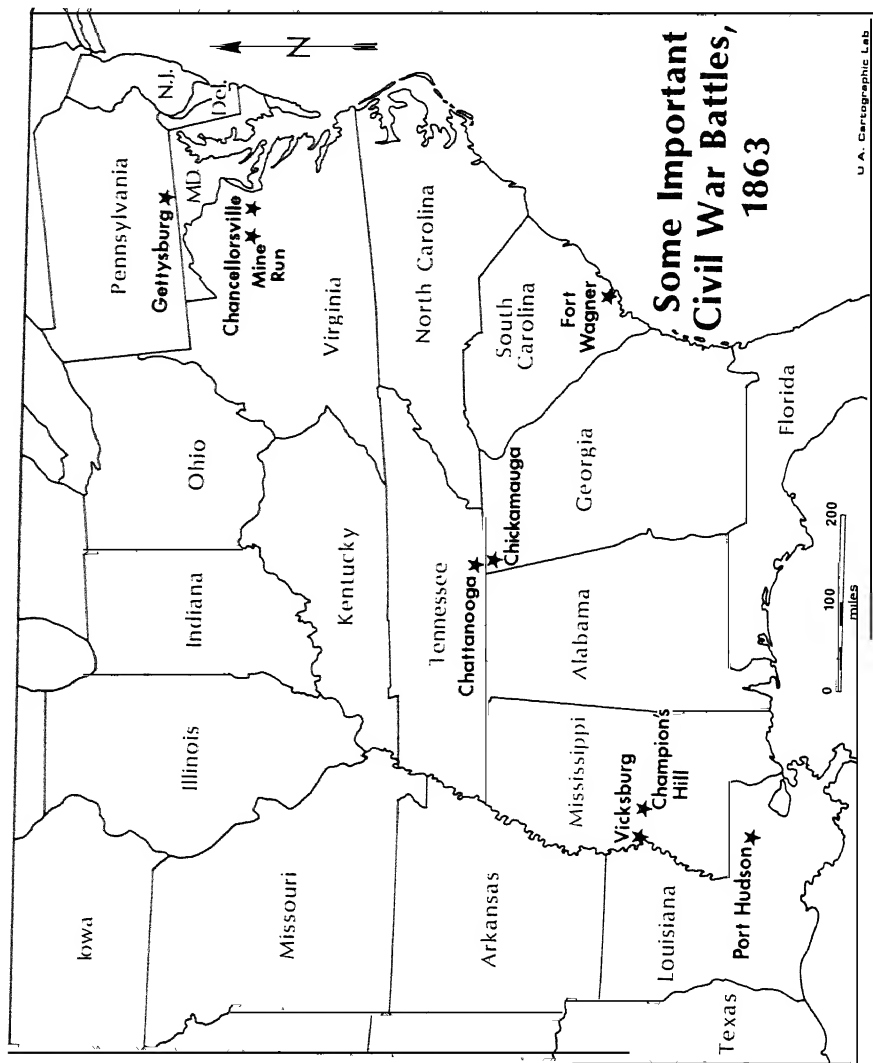 Iowa
Illinois
Indiana
Ohio
Pennsylvania
N.J.
Gettysburg
MD.
Del.
N
Missouri
Kentucky
Chancellorsville
Mine
Run
Virginia
Arkansas
Tennessee
Chattanooga
Chickamauga
North Carolina
South
Carolina
Fort
Wagner
Mississippi
Alabama
Georgia
Vicksburg
Champion's
Hill
Louisiana
Port Hudson
Texas
Florida
Some Important
Civil War Battles,
1863
0 100 200
miles
U A. Cartographic Lab